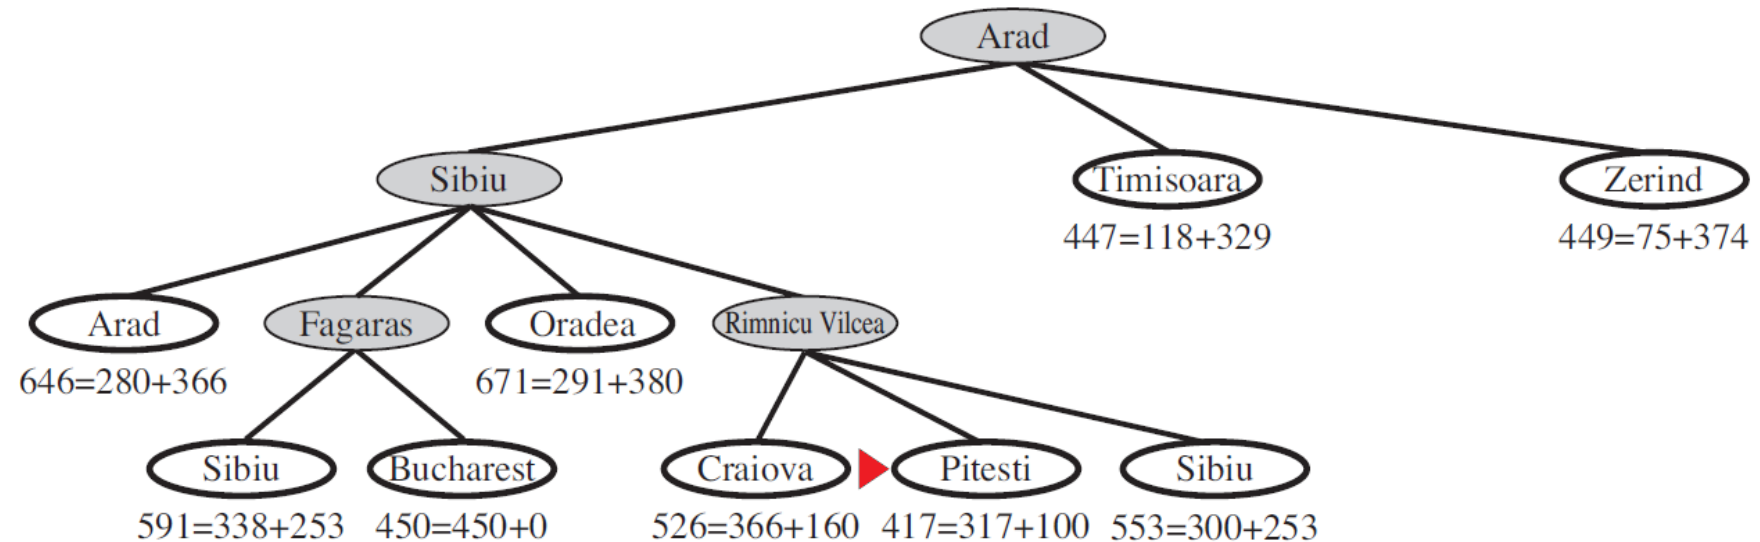 Arad
Sibiu
Timisoara
Zerind
447=118+329
449=75+374
Arad
Fagaras
Oradea
Rimnicu Vilcea
646=280+366
671=291+380
Sibiu
Bucharest
Craiova
Pitesti
Sibiu
591=338+253
450=450+0
526=366+160
417=317+100
553=300+253